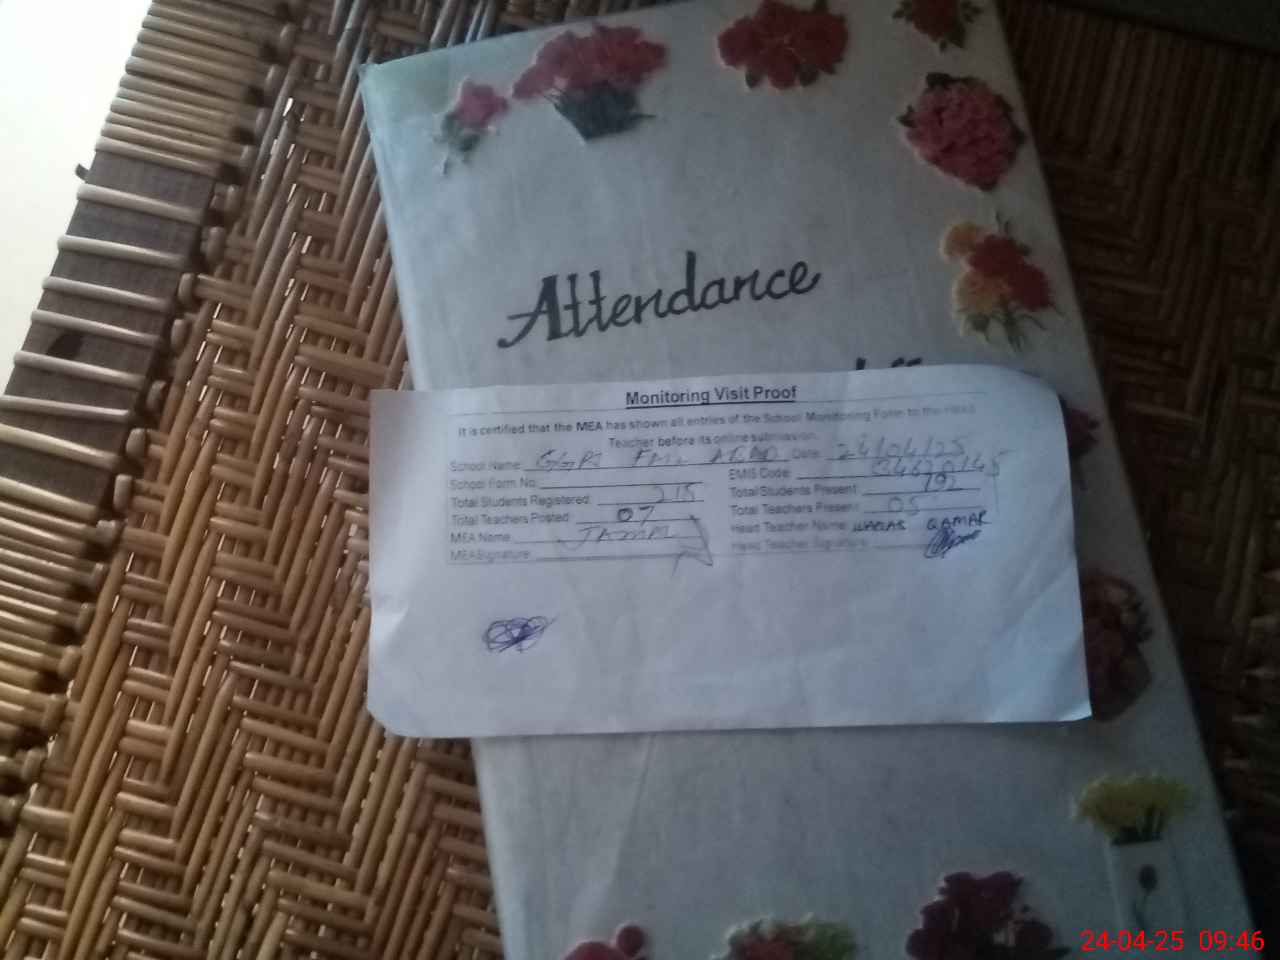 Attendance
Monitoring Visit Proof
It is certified that the MEA has shown all entries of the School Monitoring Form to the Head
Teacher before its online submission.
School Name: Date: 24/04/25
School Form No. EMIS Code:
Total Students Registered: 215 Total Students Present: 192
Total Teachers Posted: 07 Total Teachers Present: 05
MEA Name: JAMAL Head Teacher Name: WAQAR QAMAR
MEA Signature: Head Teacher Signature:
24-04-25 09:46